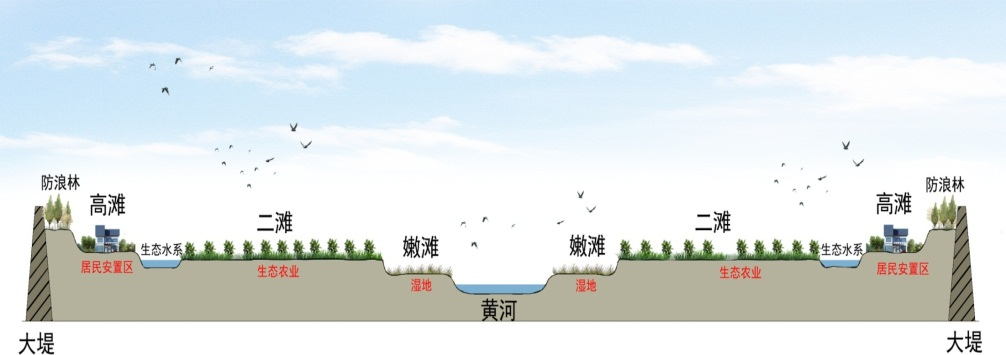 防浪林
高滩
居民安置区
生态水系
二滩
生态农业
嫩滩
湿地
黄河
嫩滩
湿地
二滩
生态农业
生态水系
高滩
居民安置区
防浪林
大堤
大堤